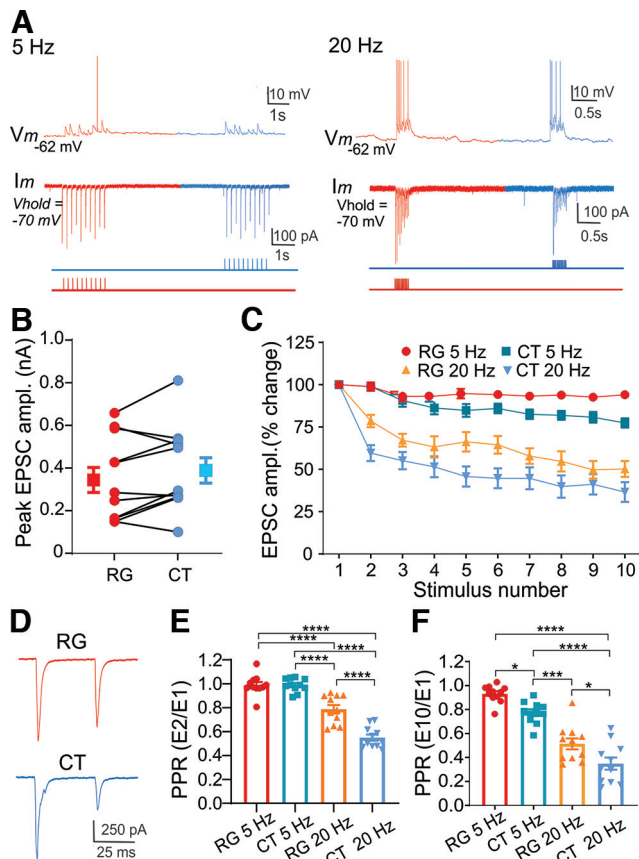 A
5 Hz
20 Hz
10 mV
1s
10 mV
0.5s
Vm
-62 mV
Vm
-62 mV
Im
Vhold =
-70 mV
100 pA
1s
Im
Vhold =
-70 mV
100 pA
0.5s
B
Peak EPSC ampl. (nA)
1.0
0.8
0.6
0.4
0.2
0
RG
CT
C
EPSC ampl.(% change)
125
100
75
50
25
0
RG 5 Hz
CT 5 Hz
RG 20 Hz
CT 20 Hz
1 2 3 4 5 6 7 8 9 10
Stimulus number
D
RG
CT
250 pA
25 ms
E
PPR (E2/E1)
1.2
1.0
0.8
0.6
0.4
0.2
0.0
****
****
****
****
****
RG 5 Hz
CT 5 Hz
RG 20 Hz
CT 20 Hz
F
PPR (E10/E1)
1.2
1.0
0.8
0.6
0.4
0.2
0.0
****
****
*
***
*
RG 5 Hz
CT 5 Hz
RG 20 Hz
CT 20 Hz